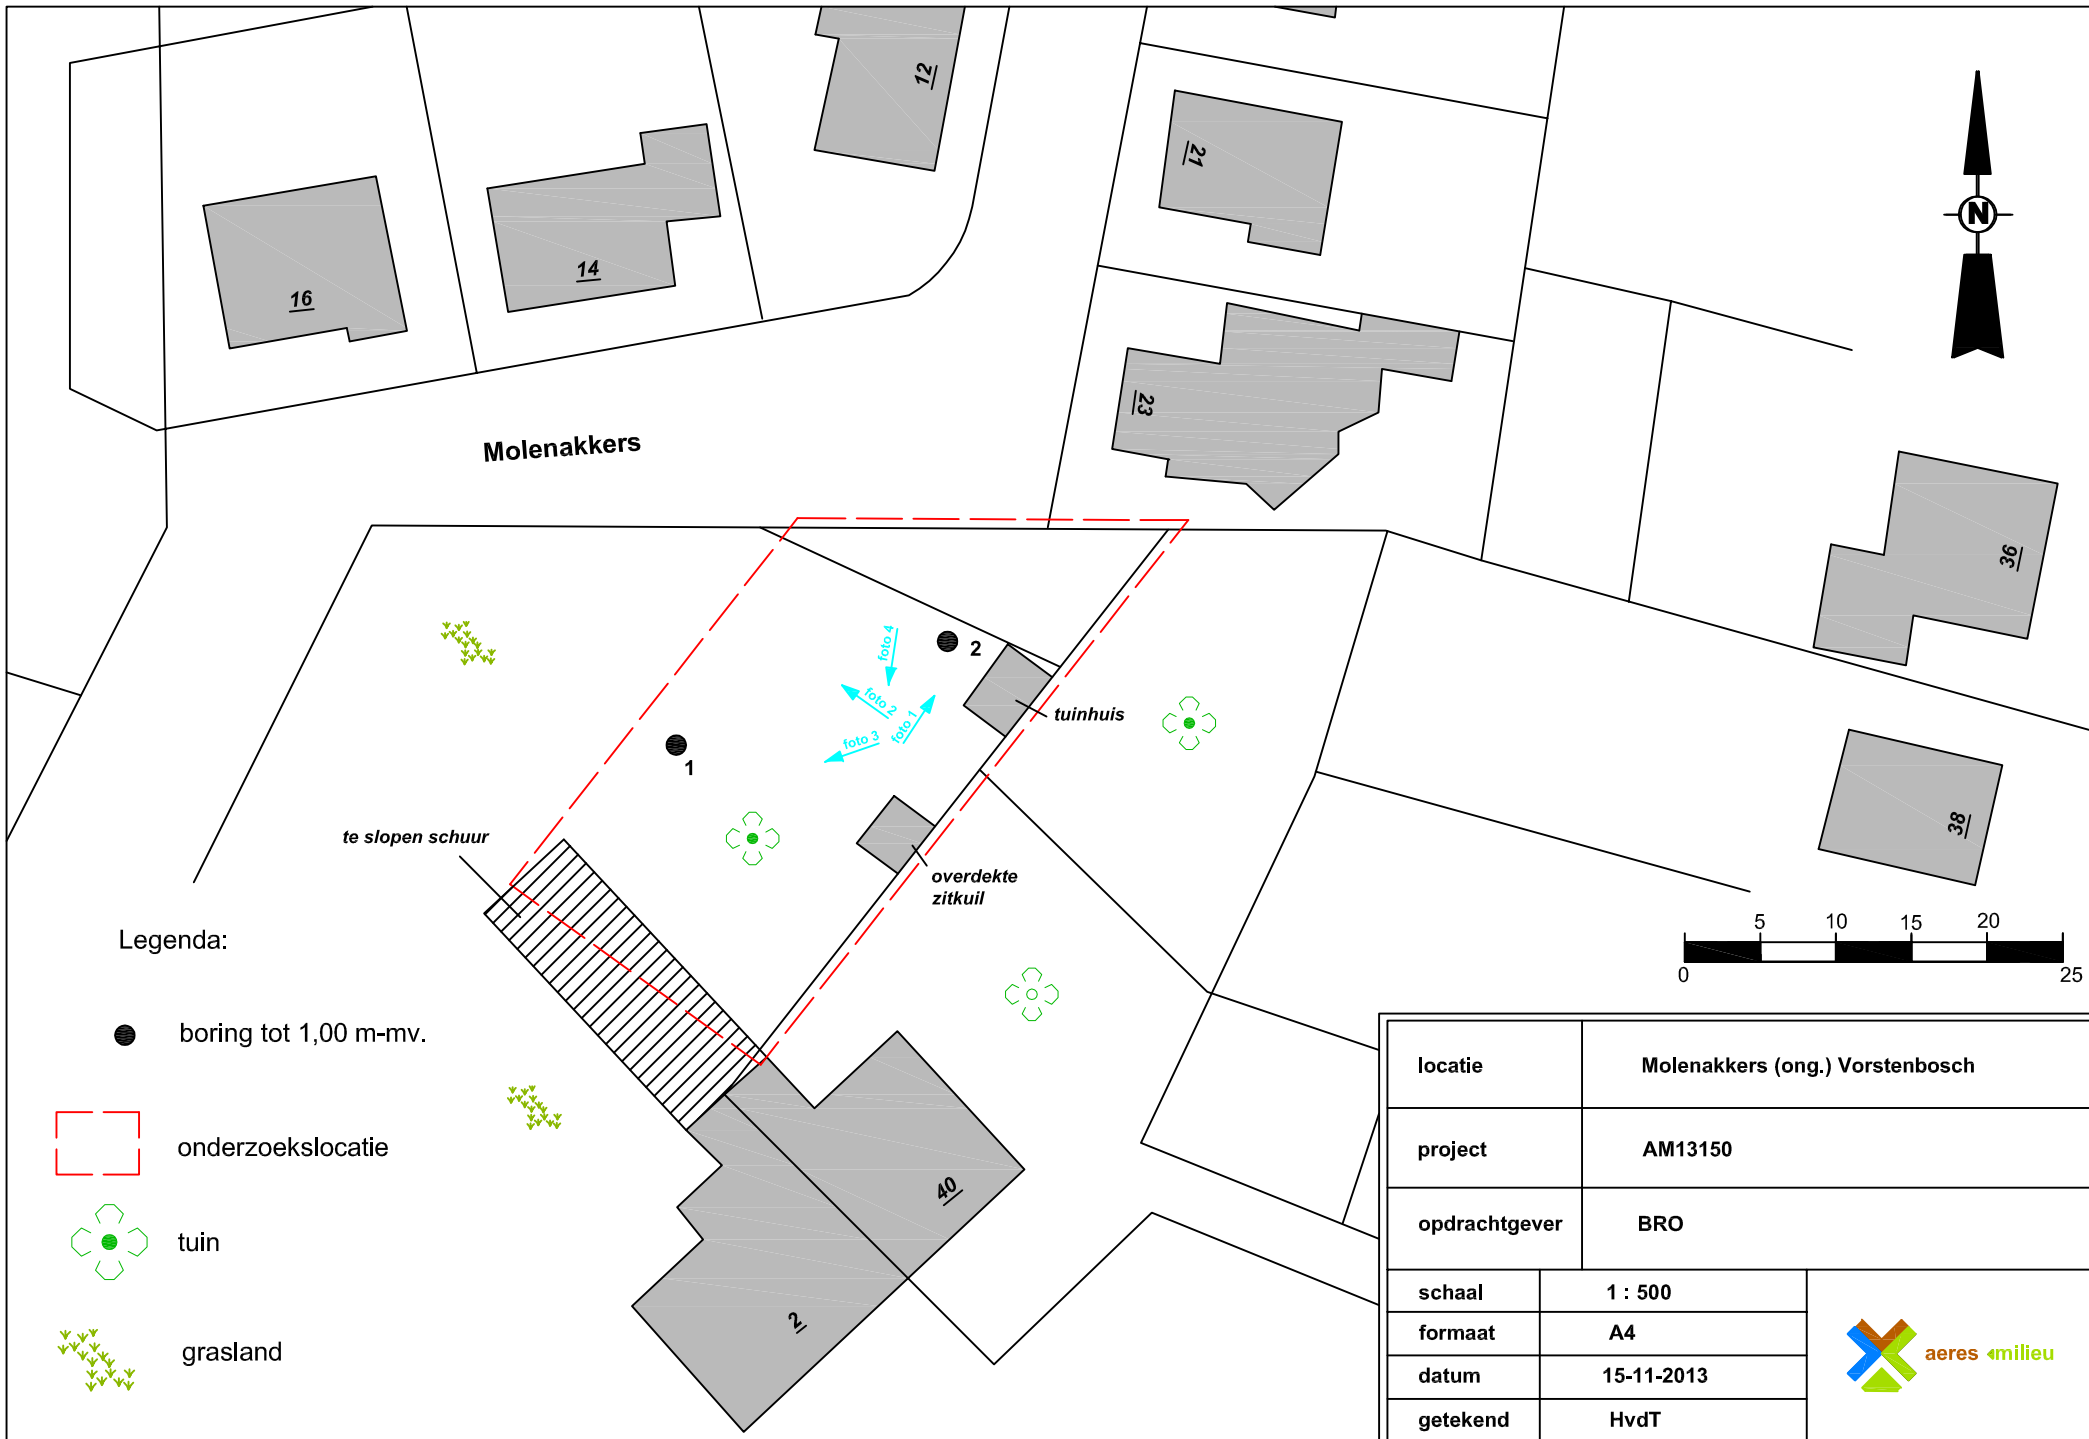 12
21
14
16
N
23
Molenakkers
36
foto 4
2
foto 2
foto 1
tuinhuis
foto 3
1
38
te slopen schuur
overdekte
zitkuil
5 10 15 20
0 25
Legenda:
boring tot 1,00 m-mv.
onderzoekslocatie
tuin
grasland
40
2
locatie Molenakkers (ong.) Vorstenbosch
project AM13150
opdrachtgever BRO
schaal 1 : 500
formaat A4
datum 15-11-2013
getekend HvdT
aeres milieu